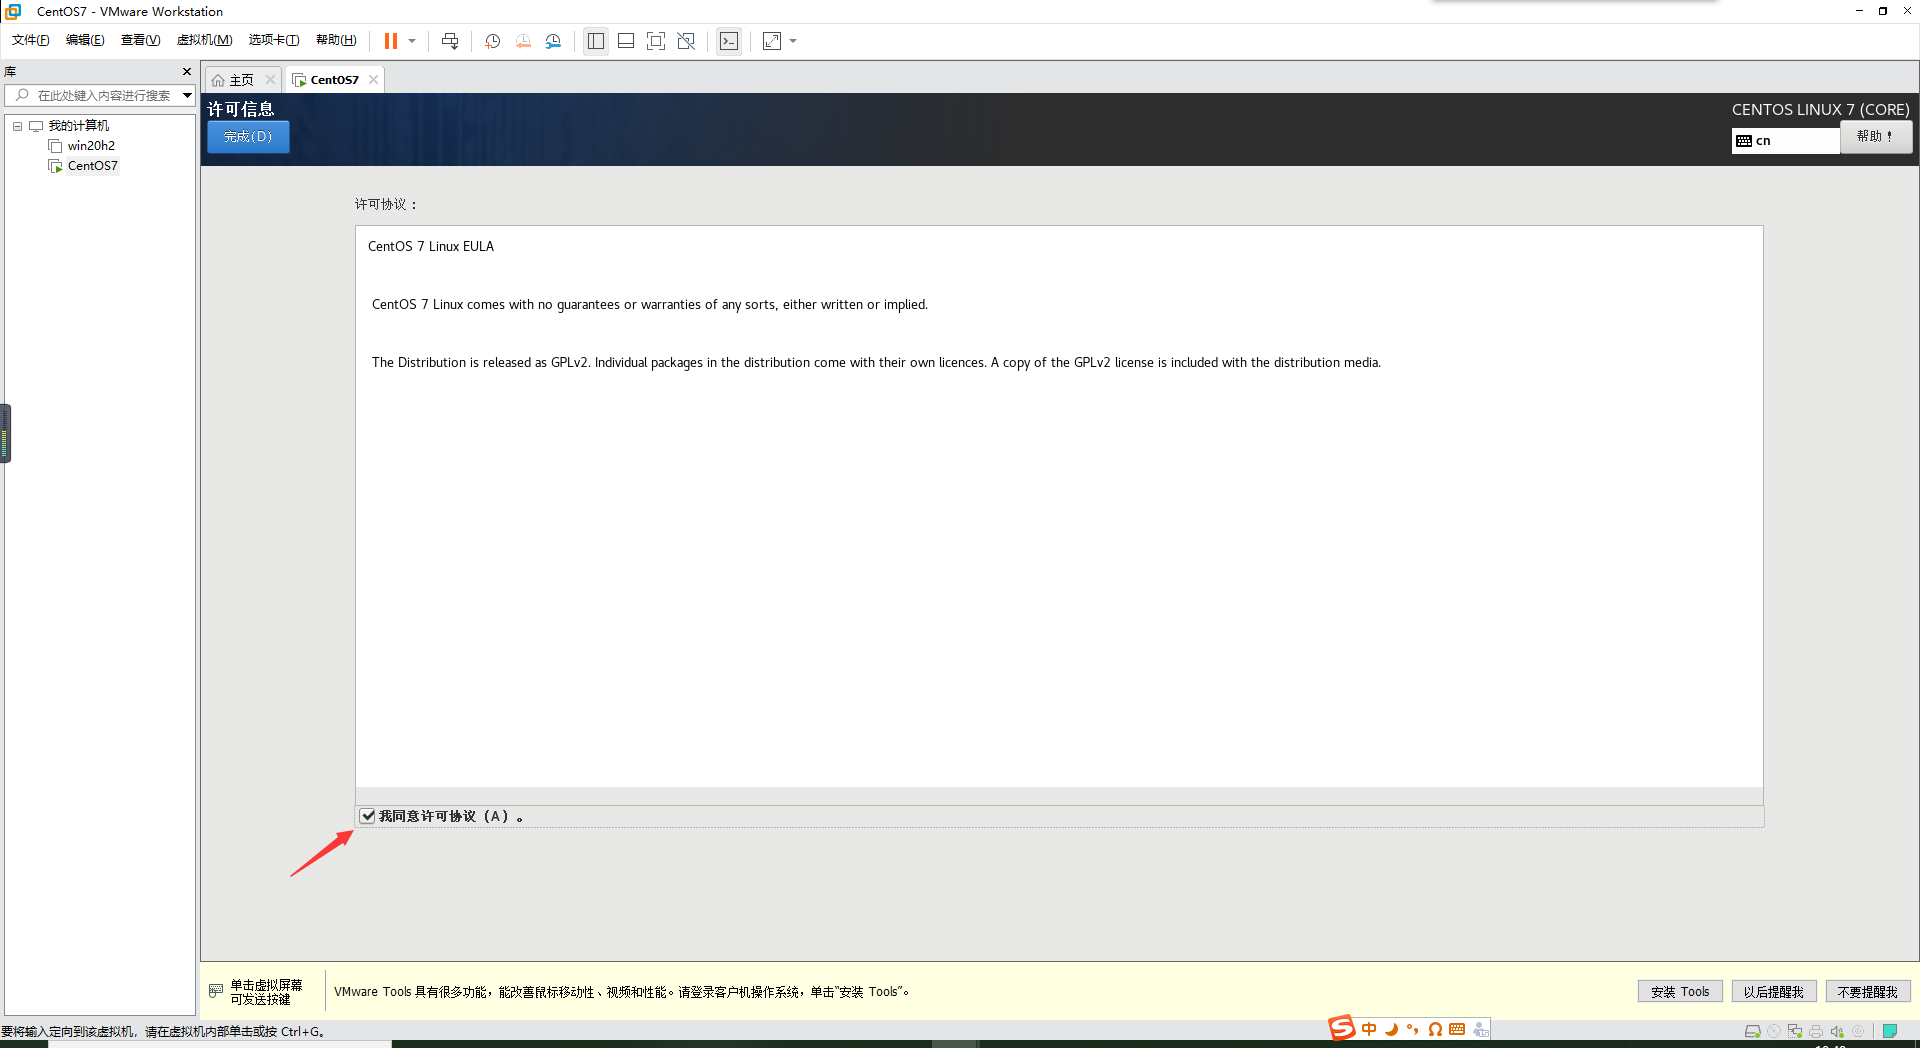 CentOS7 - VMware Workstation
文件(F) 编辑(E) 查看(V) 虚拟机(M) 选项卡(T) 帮助(H)
库
在此处键入内容进行搜索
我的计算机
win20h2
CentOS7
主页
CentOS7
许可信息
完成(D)
CENTOS LINUX 7 (CORE)
cn
帮助！
许可协议：
CentOS 7 Linux EULA
CentOS 7 Linux comes with no guarantees or warranties of any sorts, either written or implied.
The Distribution is released as GPLv2. Individual packages in the distribution come with their own licences. A copy of the GPLv2 license is included with the distribution media.
我同意许可协议（A）。
单击虚拟屏幕
可发送按键
VMware Tools 具有很多功能，能改善鼠标移动性、视频和性能。请登录客户机操作系统，单击“安装 Tools”。
安装 Tools
以后提醒我
不要提醒我
要将输入定向到该虚拟机，请在虚拟机内部单击或按 Ctrl+G。
中